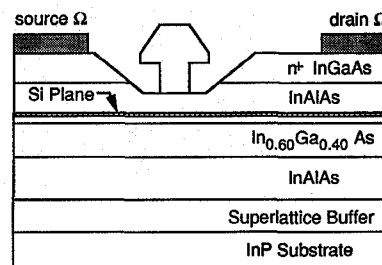 source Ω
drain Ω
n+ InGaAs
Si Plane
InAlAs
In0.60Ga0.40 As
InAlAs
Superlattice Buffer
InP Substrate